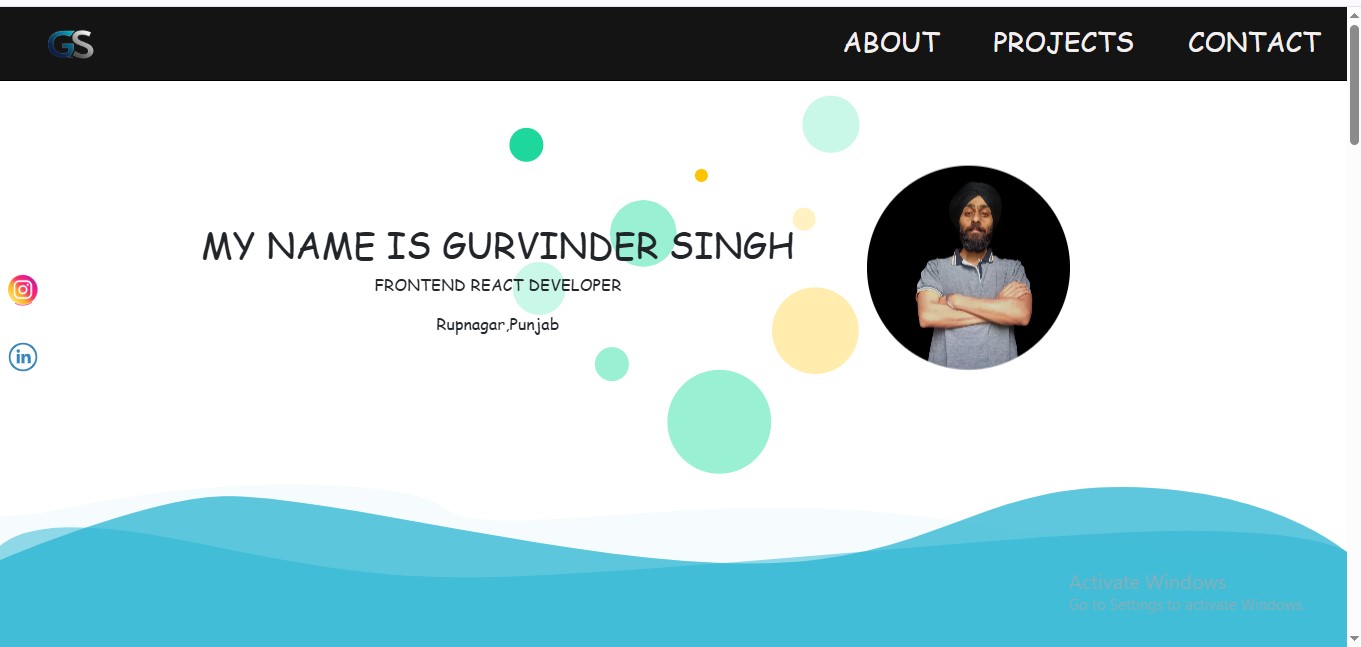 GS
ABOUT PROJECTS CONTACT
MY NAME IS GURVINDER SINGH
FRONTEND REACT DEVELOPER
Rupnagar,Punjab
in
Activate Windows
Go to Settings to activate Windows.